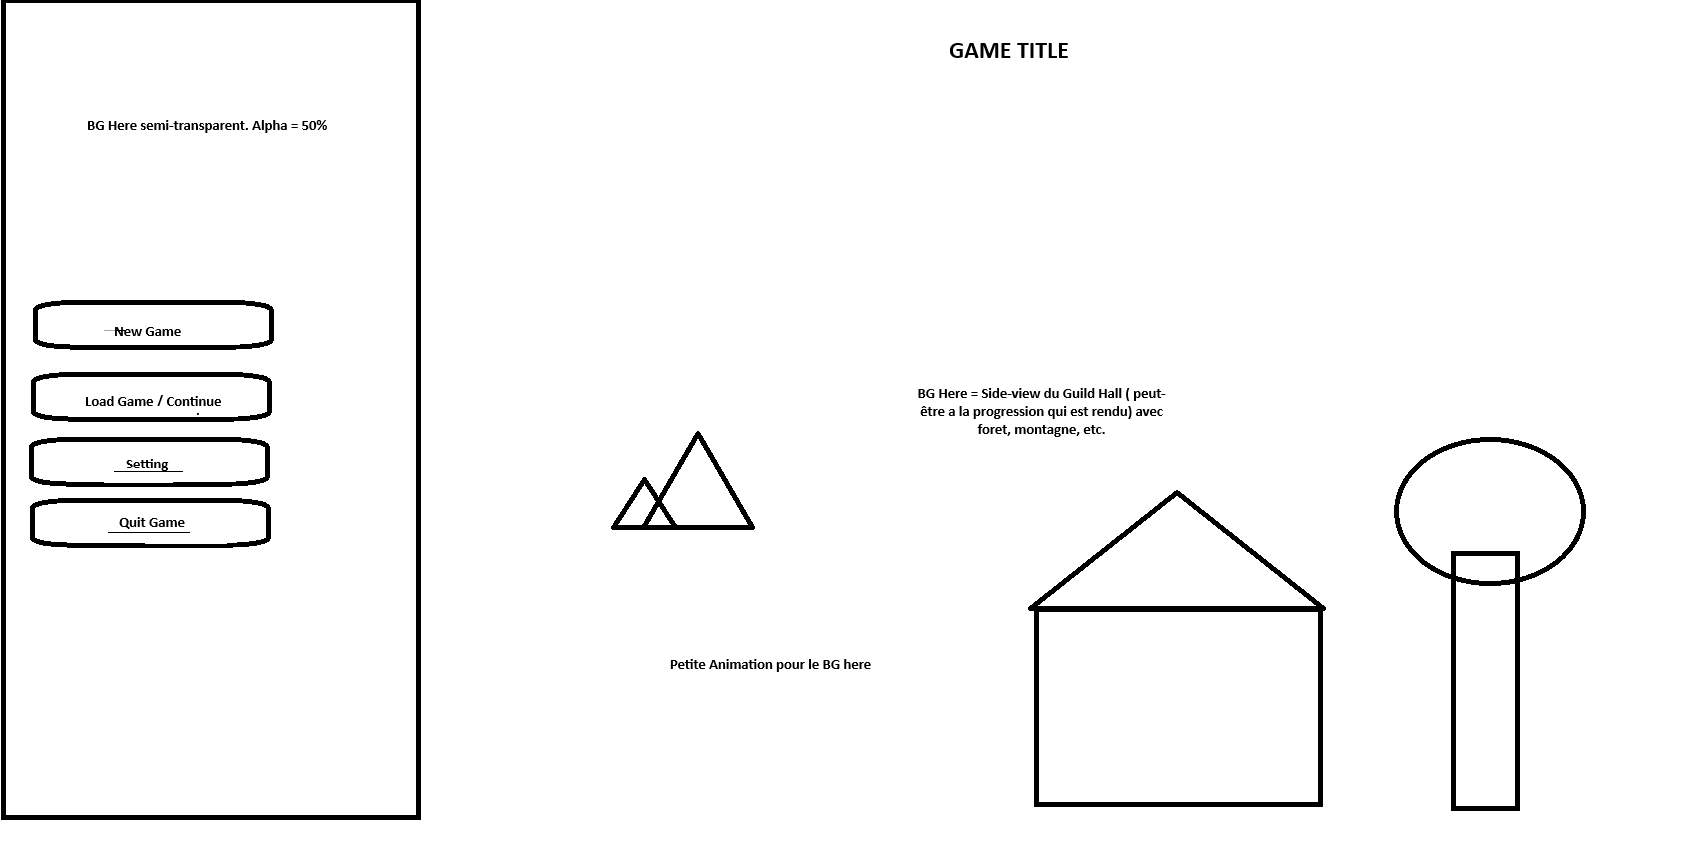 GAME TITLE
BG Here semi-transparent. Alpha = 50%
New Game
Load Game / Continue
Setting
Quit Game
BG Here = Side-view du Guild Hall ( peut-
être a la progression qui est rendu) avec
foret, montagne, etc.
Petite Animation pour le BG here